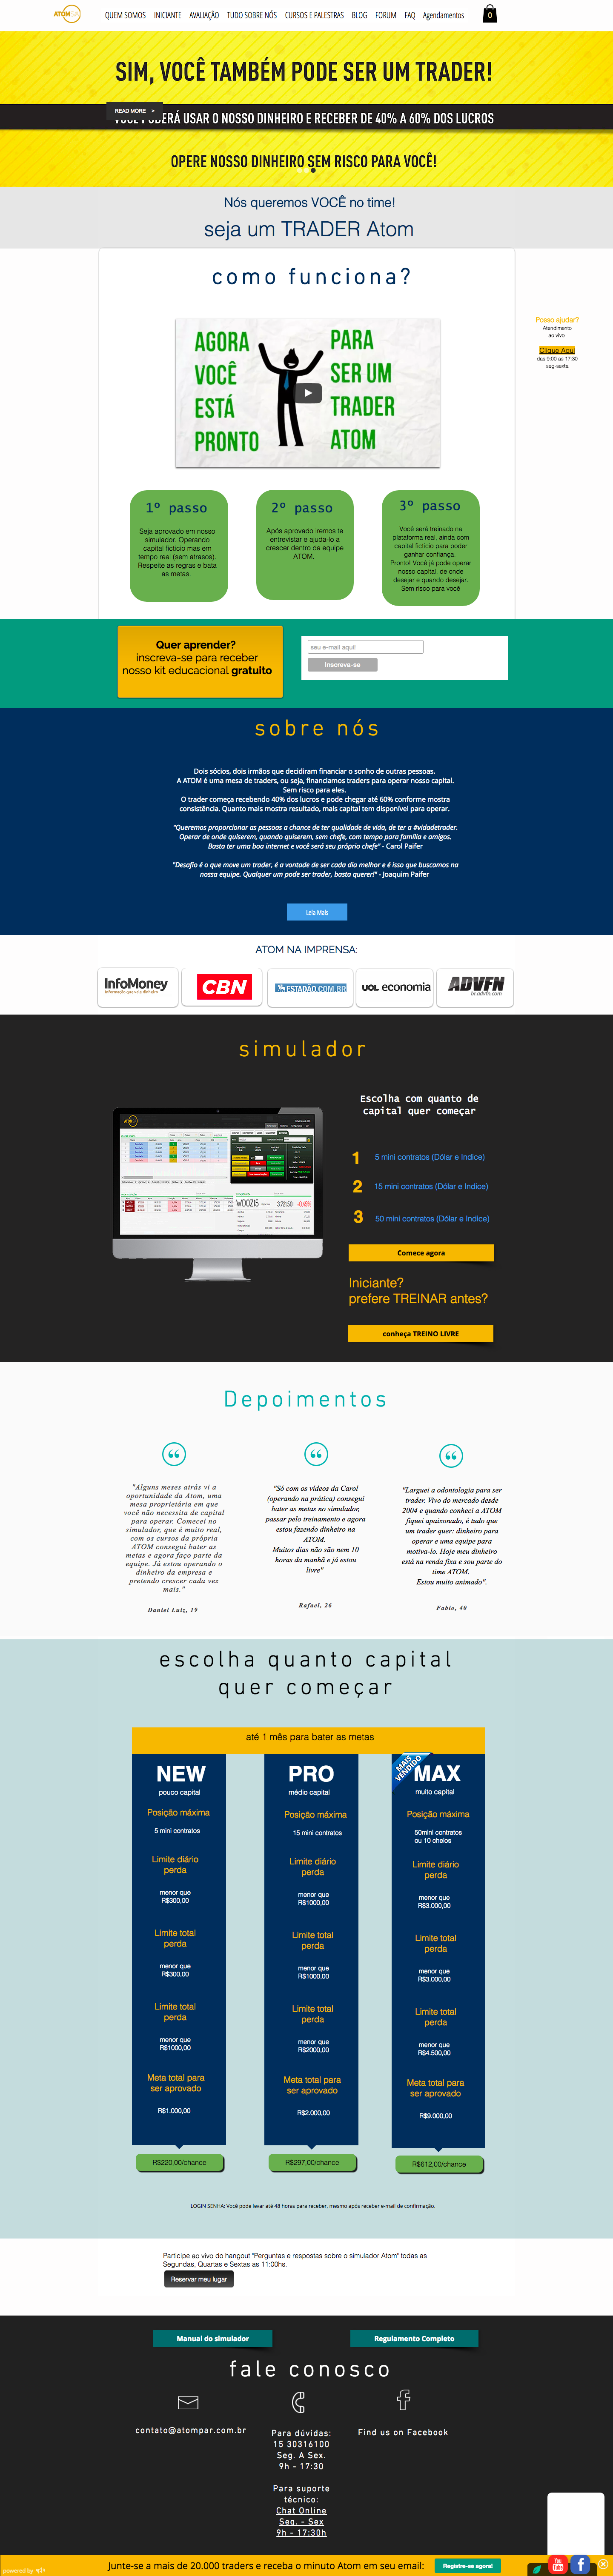 ATOM
QUEM SOMOS INICIANTE AVALIAÇÃO TUDO SOBRE NÓS CURSOS E PALESTRAS BLOG FORUM FAQ Agendamentos
0
SIM, VOCÊ TAMBÉM PODE SER UM TRADER!
READ MORE >
VOCÊ PODERÁ USAR O NOSSO DINHEIRO E RECEBER DE 40% A 60% DOS LUCROS
OPERE NOSSO DINHEIRO SEM RISCO PARA VOCÊ!
Nós queremos VOCÊ no time!
seja um TRADER Atom
como funciona?
AGORA
VOCÊ
ESTÁ
PRONTO
PARA
SER UM
TRADER
ATOM
Posso ajudar?
Atendimento
ao vivo
Clique Aqui
das 9:00 as 17:30
seg-sexta
1º passo
Seja aprovado em nosso
simulador. Operando
capital fictício mas em
tempo real (sem atrasos).
Respeite as regras e bata
as metas.
2º passo
Após aprovado iremos te
entrevistar e ajuda-lo a
crescer dentro da equipe
ATOM.
3º passo
Você será treinado na
plataforma real, ainda com
capital ficticio para poder
ganhar confiança.
Pronto! Você já pode operar
nosso capital, de onde
desejar e quando desejar.
Sem risco para você
Quer aprender?
inscreva-se para receber
nosso kit educacional gratuito
seu e-mail aqui!
Inscreva-se
sobre nós
Dois sócios, dois irmãos que decidiram financiar o sonho de outras pessoas.
A ATOM é uma mesa de traders, ou seja, financiamos traders para operar nosso capital.
Sem risco para eles.
O trader começa recebendo 40% dos lucros e pode chegar até 60% conforme mostra
consistência. Quanto mais mostra resultado, mais capital tem disponível para operar.
"Queremos proporcionar as pessoas a chance de ter qualidade de vida, de ter a #vidadetrader.
Operar de onde quiserem, quando quiserem, sem chefe, com tempo para família e amigos.
Basta ter uma boa internet e você será seu próprio chefe" - Carol Paifer
"Desafio é o que move um trader, é a vontade de ser cada dia melhor e é isso que buscamos na
nossa equipe. Qualquer um pode ser trader, basta querer!" - Joaquim Paifer
Leia Mais
ATOM NA IMPRENSA:
InfoMoney
Informação que vale dinheiro
CBN
ESTADÃO.COM.BR
UOL economia
ADVFN
br.advfn.com
simulador
WDOZ15 3.721,50 -0,45%
Escolha com quanto de
capital quer começar
1 5 mini contratos (Dólar e Indice)
2 15 mini contratos (Dólar e Indice)
3 50 mini contratos (Dólar e Indice)
Comece agora
Iniciante?
prefere TREINAR antes?
conheça TREINO LIVRE
Depoimentos
"Alguns meses atrás vi a
oportunidade da Atom, uma
mesa proprietária em que
você não necessita de capital
para operar. Comecei no
simulador, que é muito real,
com os cursos da própria
ATOM consegui bater as
metas e agora faço parte da
equipe. Já estou operando o
dinheiro da empresa e
pretendo crescer cada vez
mais."
Daniel Luiz, 19
"Só com os vídeos da Carol
(operando na prática) consegui
bater as metas no simulador,
passar pelo treinamento e agora
estou fazendo dinheiro na
ATOM.
Muitos dias não são nem 10
horas da manhã e já estou
livre"
Rafael, 26
"Larguei a odontologia para ser
trader. Vivo do mercado desde
2004 e quando conheci a ATOM
fiquei apaixonado, é tudo que
um trader quer: dinheiro para
operar e uma equipe para
motiva-lo. Hoje meu dinheiro
está na renda fixa e sou parte do
time ATOM.
Estou muito animado".
Fabio, 40
escolha quanto capital
quer começar
até 1 mês para bater as metas
NEW
pouco capital
Posição máxima
5 mini contratos
Limite diário
perda
menor que
R$300,00
Limite total
perda
menor que
R$300,00
Limite total
perda
menor que
R$1000,00
Meta total para
ser aprovado
R$1.000,00
R$220,00/chance
PRO
médio capital
Posição máxima
15 mini contratos
Limite diário
perda
menor que
R$1000,00
Limite total
perda
menor que
R$1000,00
Limite total
perda
menor que
R$2000,00
Meta total para
ser aprovado
R$2.000,00
R$297,00/chance
MAIS
VENDIDO
MAX
muito capital
Posição máxima
50mini contratos
ou 10 cheios
Limite diário
perda
menor que
R$3.000,00
Limite total
perda
menor que
R$3.000,00
Limite total
perda
menor que
R$4.500,00
Meta total para
ser aprovado
R$9.000,00
R$612,00/chance
LOGIN SENHA: Você pode levar até 48 horas para receber, mesmo após receber e-mail de confirmação.
Participe ao vivo do hangout "Perguntas e respostas sobre o simulador Atom" todas as
Segundas, Quartas e Sextas as 11:00hs.
Reservar meu lugar
Manual do simulador
Regulamento Completo
fale conosco
contato@atompar.com.br
Para dúvidas:
15 30316100
Seg. A Sex.
9h - 17:30
Para suporte
técnico:
Chat Online
Seg. - Sex
9h - 17:30h
Find us on Facebook
powered by
Junte-se a mais de 20.000 traders e receba o minuto Atom em seu email:
Registre-se agora!
You
Tube